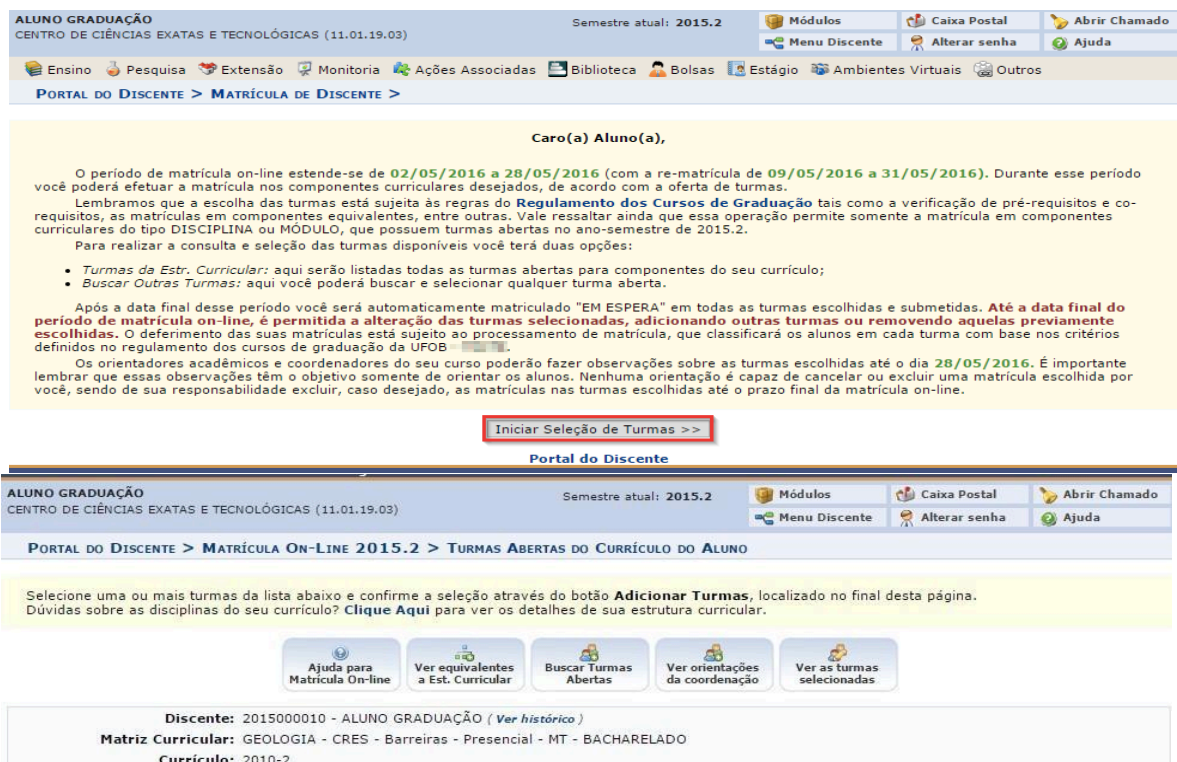 ALUNO GRADUAÇÃO
Semestre atual: 2015.2
Módulos
Caixa Postal
Abrir Chamado
CENTRO DE CIÊNCIAS EXATAS E TECNOLÓGICAS (11.01.19.03)
Menu Discente
Alterar senha
Ajuda
Ensino Pesquisa Extensão Monitoria Ações Associadas Biblioteca Bolsas Estágio Ambientes Virtuais Outros
PORTAL DO DISCENTE > MATRÍCULA DE DISCENTE >
Caro(a) Aluno(a),
O período de matrícula on-line estende-se de 02/05/2016 a 28/05/2016 (com a re-matrícula de 09/05/2016 a 31/05/2016). Durante esse período
você poderá efetuar a matrícula nos componentes curriculares desejados, de acordo com a oferta de turmas.
Lembramos que a escolha das turmas está sujeita às regras do Regulamento dos Cursos de Graduação tais como a verificação de pré-requisitos e co-
requisitos, as matrículas em componentes equivalentes, entre outras. Vale ressaltar ainda que essa operação permite somente a matrícula em componentes
curriculares do tipo DISCIPLINA ou MÓDULO, que possuem turmas abertas no ano-semestre de 2015.2.
Para realizar a consulta e seleção das turmas disponíveis você terá duas opções:
• Turmas da Estr. Curricular: aqui serão listadas todas as turmas abertas para componentes do seu currículo;
• Buscar Outras Turmas: aqui você poderá buscar e selecionar qualquer turma aberta.
Após a data final desse período você será automaticamente matriculado "EM ESPERA" em todas as turmas escolhidas e submetidas. Até a data final do
período de matrícula on-line, é permitida a alteração das turmas selecionadas, adicionando outras turmas ou removendo aquelas previamente
escolhidas. O deferimento das suas matrículas está sujeito ao processamento de matrícula, que classificará os alunos em cada turma com base nos critérios
definidos no regulamento dos cursos de graduação da UFOB
Os orientadores acadêmicos e coordenadores do seu curso poderão fazer observações sobre as turmas escolhidas até o dia 28/05/2016. É importante
lembrar que essas observações têm o objetivo somente de orientar os alunos. Nenhuma orientação é capaz de cancelar ou excluir uma matrícula escolhida por
você, sendo de sua responsabilidade excluir, caso desejado, as matrículas nas turmas escolhidas até o prazo final da matrícula on-line.
Iniciar Seleção de Turmas >>
Portal do Discente
ALUNO GRADUAÇÃO
Semestre atual: 2015.2
Módulos
Caixa Postal
Abrir Chamado
CENTRO DE CIÊNCIAS EXATAS E TECNOLÓGICAS (11.01.19.03)
Menu Discente
Alterar senha
Ajuda
PORTAL DO DISCENTE > MATRÍCULA ON-LINE 2015.2 > TURMAS ABERTAS DO CURRÍCULO DO ALUNO
Selecione uma ou mais turmas da lista abaixo e confirme a seleção através do botão Adicionar Turmas, localizado no final desta página.
Dúvidas sobre as disciplinas do seu currículo? Clique Aqui para ver os detalhes de sua estrutura curricular.
Ajuda para
Matrícula On-line
Ver equivalentes
a Est. Curricular
Buscar Turmas
Abertas
Ver orientações
da coordenação
Ver as turmas
selecionadas
Discente: 2015000010 - ALUNO GRADUAÇÃO ( Ver histórico )
Matriz Curricular: GEOLOGIA - CRES - Barreiras - Presencial - MT - BACHARELADO
Currículo: 2010-2